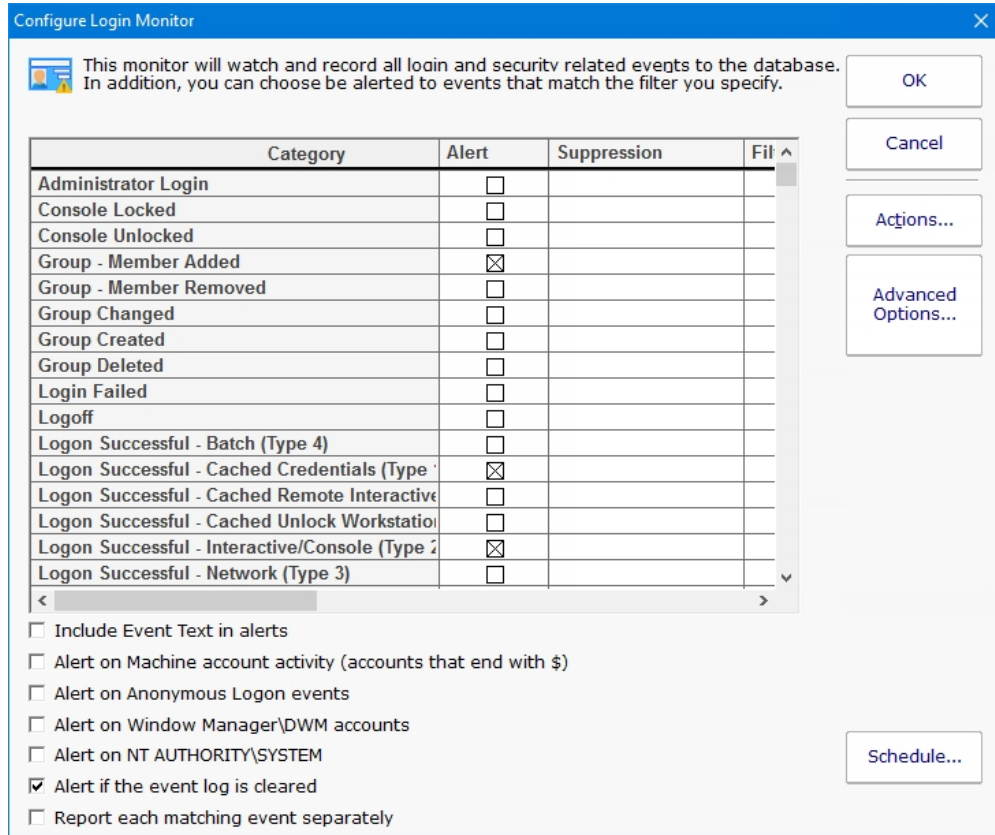 Configure Login Monitor
This monitor will watch and record all login and security related events to the database.
In addition, you can choose be alerted to events that match the filter you specify.
OK
Cancel
Actions...
Advanced
Options...
Category Alert Suppression Fil
Administrator Login
Console Locked
Console Unlocked
Group - Member Added
Group - Member Removed
Group Changed
Group Created
Group Deleted
Login Failed
Logoff
Logon Successful - Batch (Type 4)
Logon Successful - Cached Credentials (Type
Logon Successful - Cached Remote Interactive
Logon Successful - Cached Unlock Workstation
Logon Successful - Interactive/Console (Type 2
Logon Successful - Network (Type 3)
Include Event Text in alerts
Alert on Machine account activity (accounts that end with $)
Alert on Anonymous Logon events
Alert on Window Manager\DWM accounts
Alert on NT AUTHORITY\SYSTEM
Schedule...
Alert if the event log is cleared
Report each matching event separately